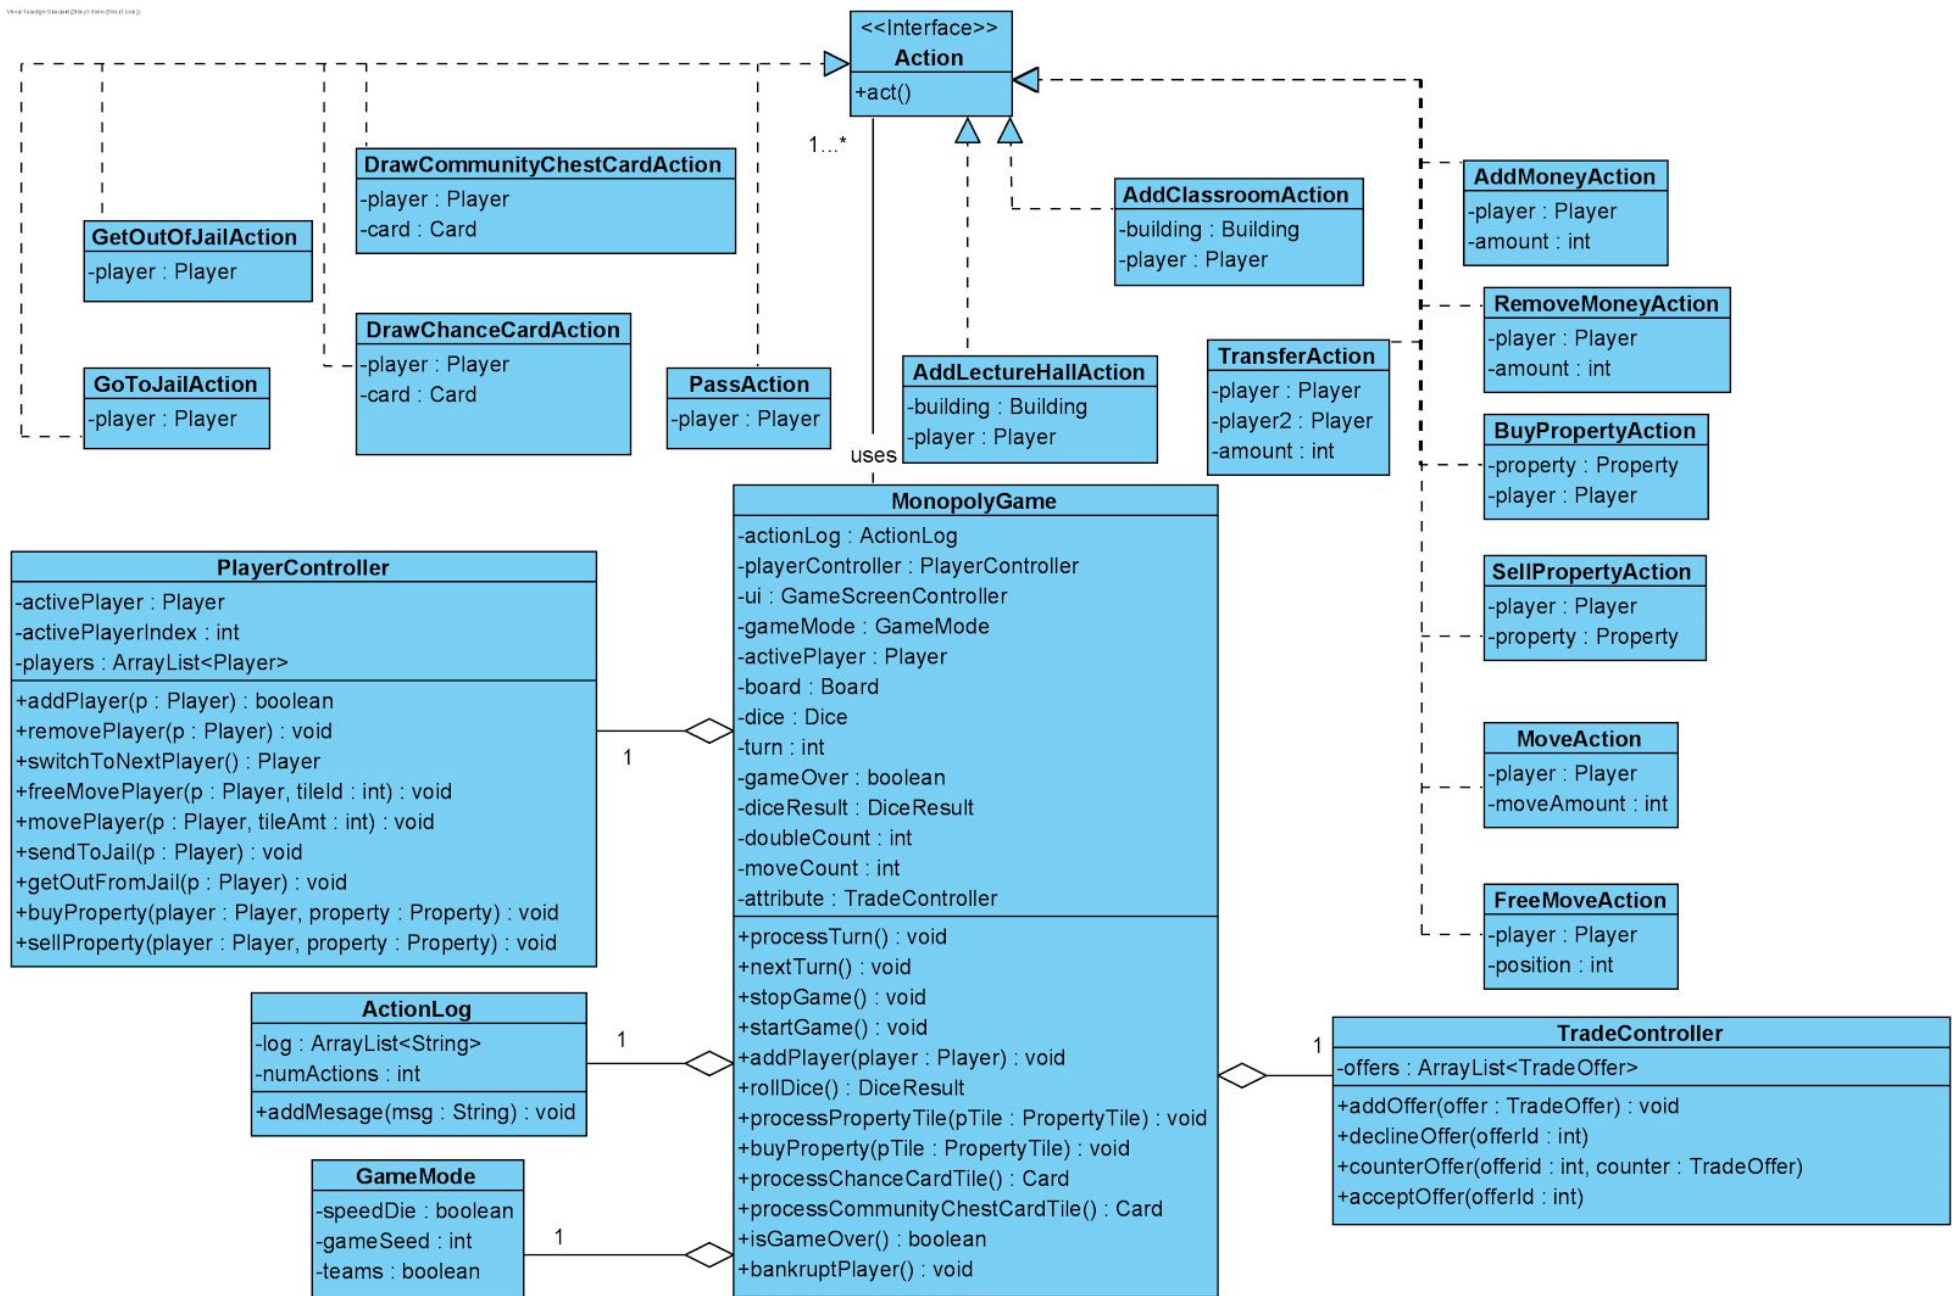 <<Interface>>
Action
+act()
1...*
DrawCommunityChestCardAction
-player : Player
-card : Card
GetOutOfJailAction
-player : Player
DrawChanceCardAction
-player : Player
-card : Card
GoToJailAction
-player : Player
PassAction
-player : Player
AddLectureHallAction
-building : Building
-player : Player
AddClassroomAction
-building : Building
-player : Player
TransferAction
-player : Player
-player2 : Player
-amount : int
AddMoneyAction
-player : Player
-amount : int
RemoveMoneyAction
-player : Player
-amount : int
BuyPropertyAction
-property : Property
-player : Player
SellPropertyAction
-player : Player
-property : Property
MoveAction
-player : Player
-moveAmount : int
FreeMoveAction
-player : Player
-position : int
uses
MonopolyGame
-actionLog : ActionLog
-playerController : PlayerController
-ui : GameScreenController
-gameMode : GameMode
-activePlayer : Player
-board : Board
-dice : Dice
-turn : int
-gameOver : boolean
-diceResult : DiceResult
-doubleCount : int
-moveCount : int
-attribute : TradeController
+processTurn() : void
+nextTurn() : void
+stopGame() : void
+startGame() : void
+addPlayer(player : Player) : void
+rollDice() : DiceResult
+processPropertyTile(pTile : PropertyTile) : void
+buyProperty(pTile : PropertyTile) : void
+processChanceCardTile() : Card
+processCommunityChestCardTile() : Card
+isGameOver() : boolean
+bankruptPlayer() : void
PlayerController
-activePlayer : Player
-activePlayerIndex : int
-players : ArrayList<Player>
+addPlayer(p : Player) : boolean
+removePlayer(p : Player) : void
+switchToNextPlayer() : Player
+freeMovePlayer(p : Player, tileId : int) : void
+movePlayer(p : Player, tileAmt : int) : void
+sendToJail(p : Player) : void
+getOutFromJail(p : Player) : void
+buyProperty(player : Player, property : Property) : void
+sellProperty(player : Player, property : Property) : void
1
ActionLog
-log : ArrayList<String>
-numActions : int
+addMesage(msg : String) : void
1
GameMode
-speedDie : boolean
-gameSeed : int
-teams : boolean
1
1
TradeController
-offers : ArrayList<TradeOffer>
+addOffer(offer : TradeOffer) : void
+declineOffer(offerId : int)
+counterOffer(offerid : int, counter : TradeOffer)
+acceptOffer(offerId : int)